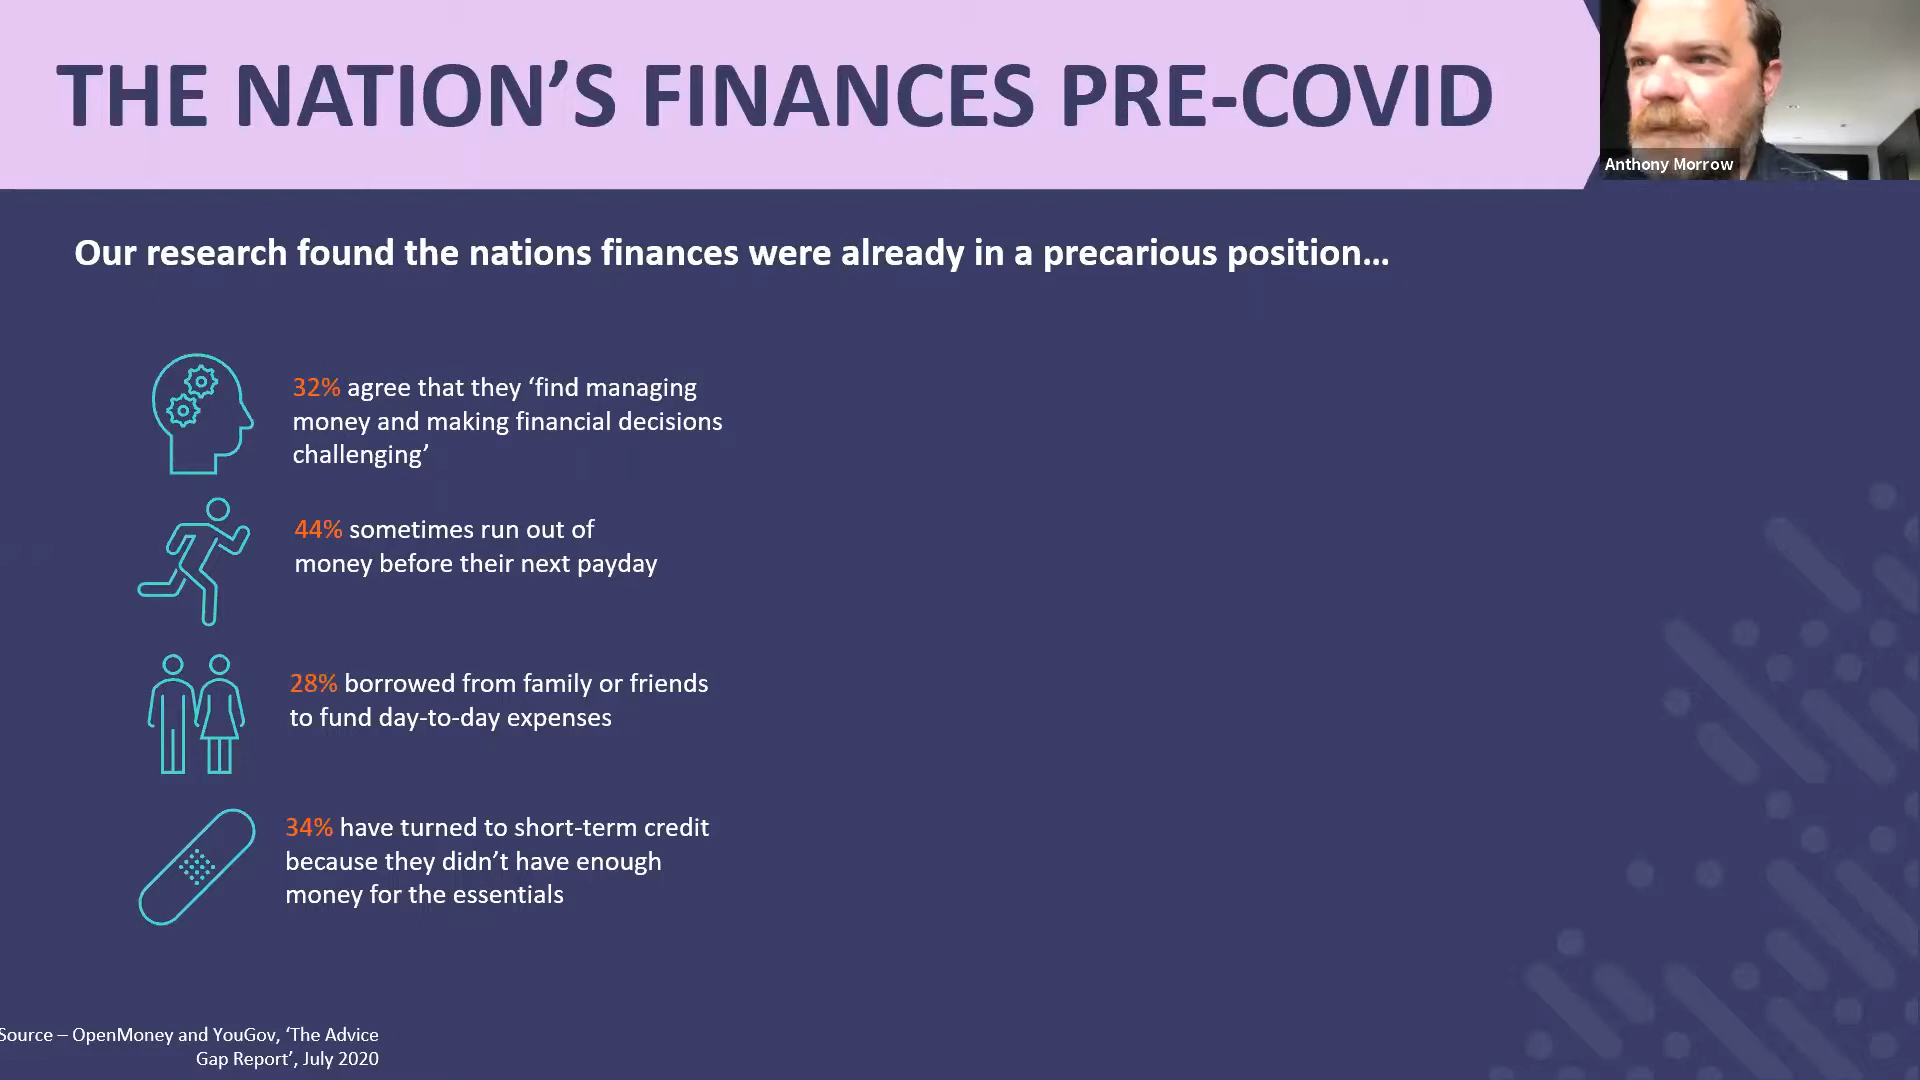 THE NATION’S FINANCES PRE-COVID
Anthony Morrow
Our research found the nations finances were already in a precarious position...
32% agree that they ‘find managing
money and making financial decisions
challenging’
44% sometimes run out of
money before their next payday
28% borrowed from family or friends
to fund day-to-day expenses
34% have turned to short-term credit
because they didn’t have enough
money for the essentials
Source – OpenMoney and YouGov, ‘The Advice
Gap Report’, July 2020